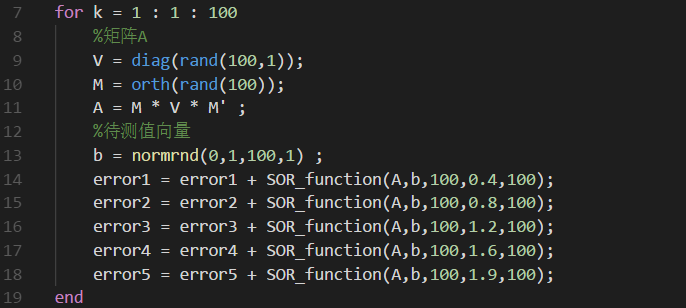 7 for k = 1 : 1 : 100
8 %矩阵A
9 V = diag(rand(100,1));
10 M = orth(rand(100));
11 A = M * V * M' ;
12 %待测值向量
13 b = normrnd(0,1,100,1) ;
14 error1 = error1 + SOR_function(A,b,100,0.4,100);
15 error2 = error2 + SOR_function(A,b,100,0.8,100);
16 error3 = error3 + SOR_function(A,b,100,1.2,100);
17 error4 = error4 + SOR_function(A,b,100,1.6,100);
18 error5 = error5 + SOR_function(A,b,100,1.9,100);
19 end